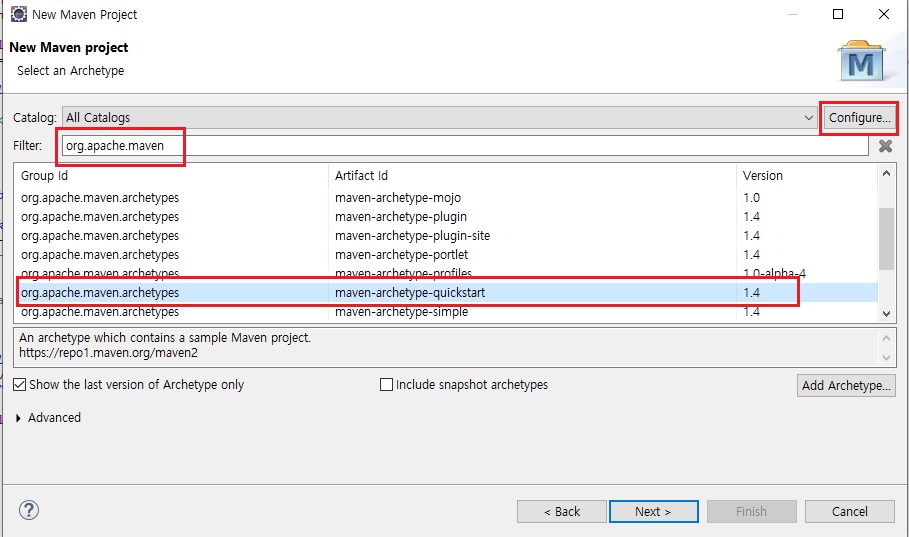 New Maven Project
New Maven project
Select an Archetype
M
Catalog: All Catalogs Configure...
Filter: org.apache.maven
Group Id Artifact Id Version
org.apache.maven.archetypes maven-archetype-mojo 1.0
org.apache.maven.archetypes maven-archetype-plugin 1.4
org.apache.maven.archetypes maven-archetype-plugin-site 1.4
org.apache.maven.archetypes maven-archetype-portlet 1.4
org.apache.maven.archetypes maven-archetype-profiles 1.0-alpha-4
org.apache.maven.archetypes maven-archetype-quickstart 1.4
org.apache.maven.archetypes maven-archetype-simple 1.4
An archetype which contains a sample Maven project.
https://repo1.maven.org/maven2
Show the last version of Archetype only Include snapshot archetypes Add Archetype...
Advanced
? < Back Next > Finish Cancel